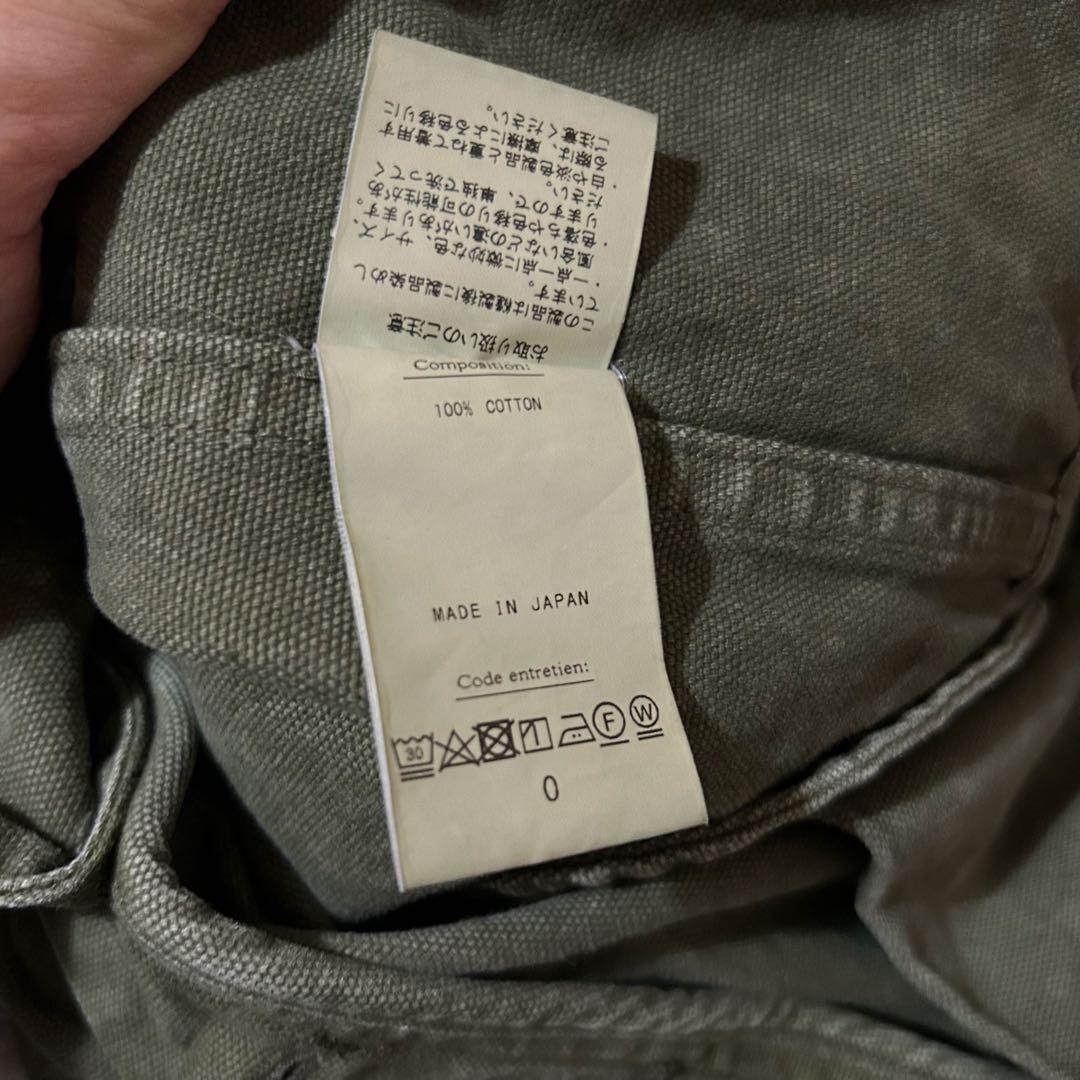 お取り扱いのご注意
この製品は縫製後に製品染めし
ています。
・一点一点に微妙な色、サイズ、
風合いなどの違いがあります。
・色落ちや色移りの可能性があ
りますので、単独で洗ってく
ださい。
・白や淡色製品と重ねて着用す
る際は、摩擦による色移りに
ご注意ください。
Composition:
100% COTTON
MADE IN JAPAN
Code entretien:
30 F W
0